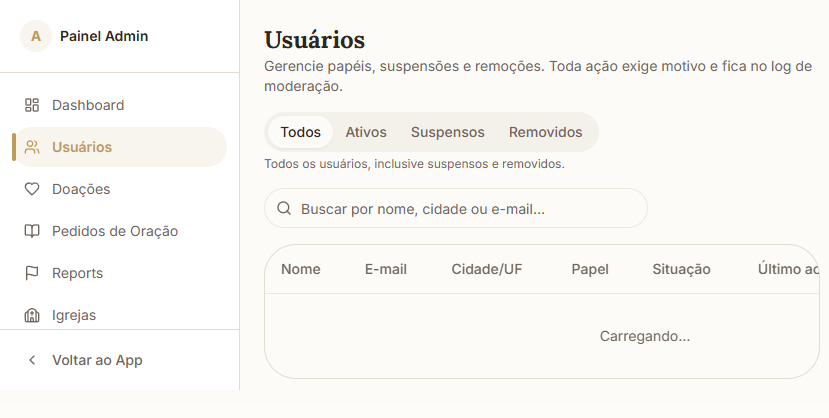 A
Painel Admin
Dashboard
Usuários
Doações
Pedidos de Oração
Reports
Igrejas
Voltar ao App
Usuários
Gerencie papéis, suspensões e remoções. Toda ação exige motivo e fica no log de
moderação.
Todos Ativos Suspensos Removidos
Todos os usuários, inclusive suspensos e removidos.
Buscar por nome, cidade ou e-mail...
Nome E-mail Cidade/UF Papel Situação Último
Carregando...